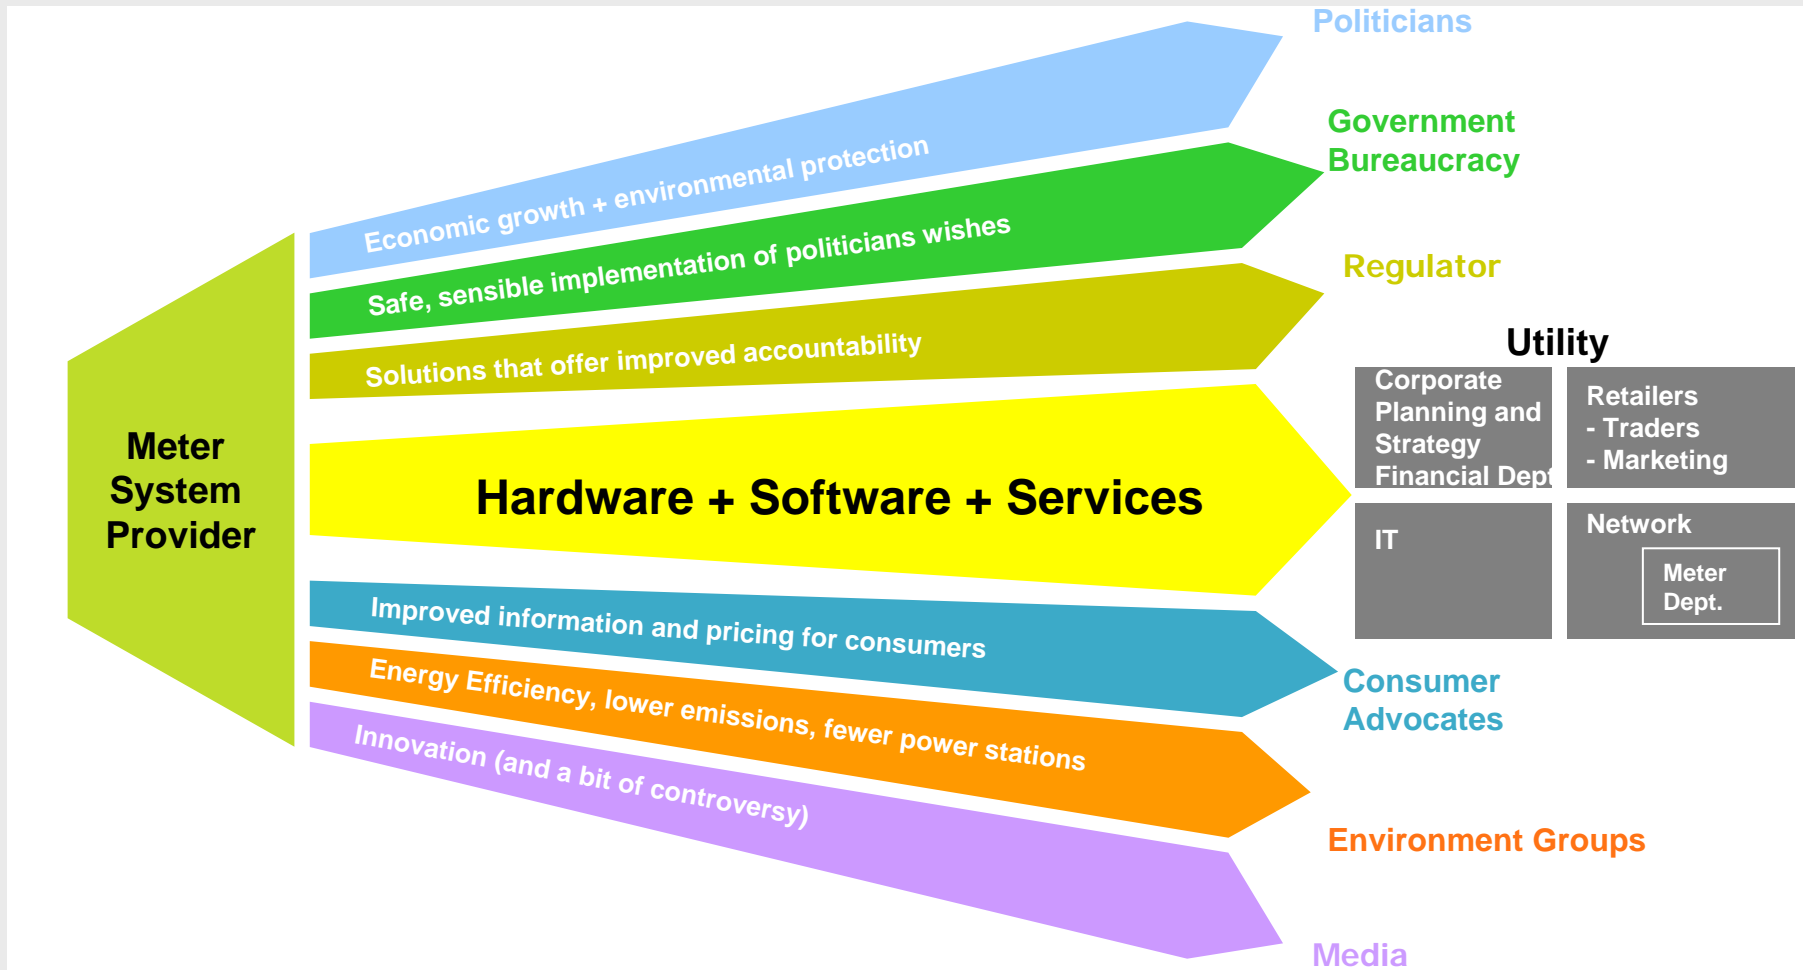 Politicians
Economic growth + environmental protection
Government
Bureaucracy
Safe, sensible implementation of politicians wishes
Regulator
Solutions that offer improved accountability
Meter
System
Provider
Hardware + Software + Services
Utility
Corporate
Planning and
Strategy
Financial Dept
Retailers
- Traders
- Marketing
IT
Network
Meter
Dept.
Improved information and pricing for consumers
Consumer
Advocates
Energy Efficiency, lower emissions, fewer power stations
Environment Groups
Innovation (and a bit of controversy)
Media